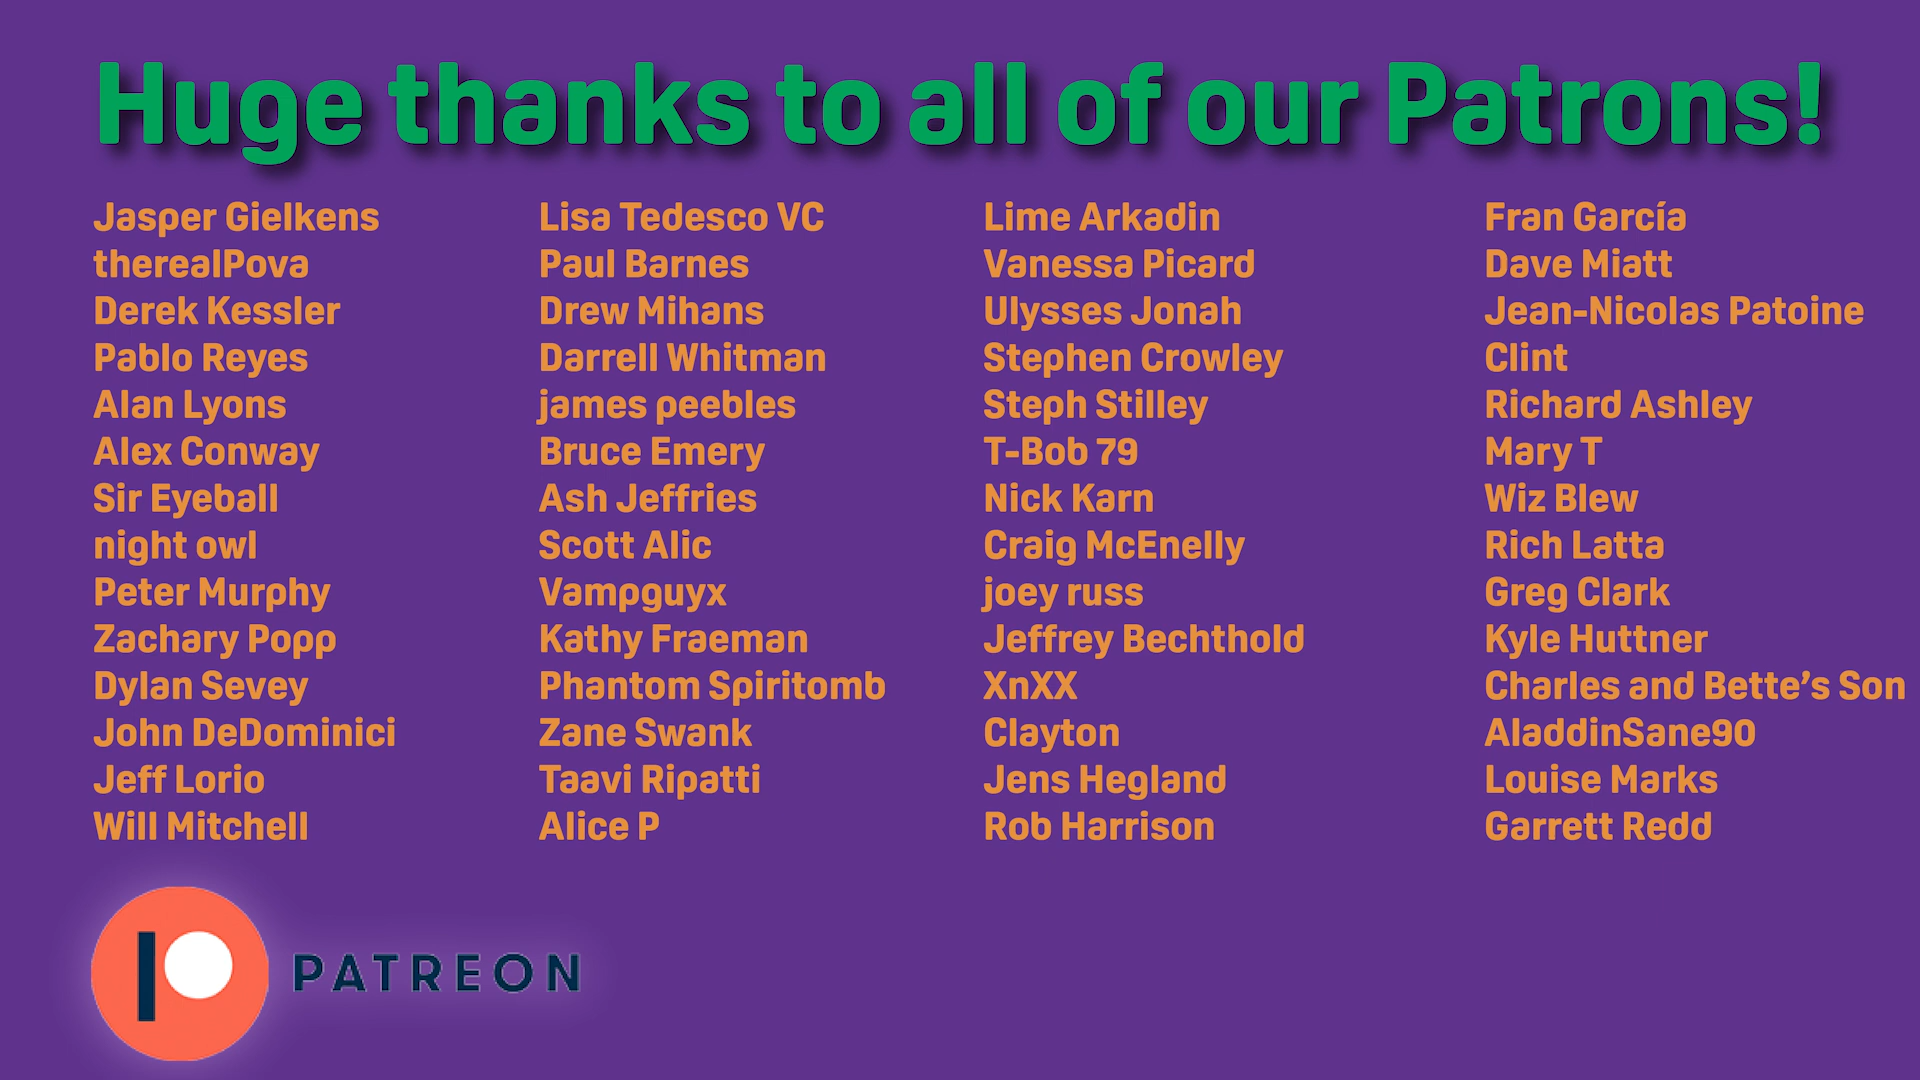 Huge thanks to all of our Patrons!
Jasper Gielkens
therealPova
Derek Kessler
Pablo Reyes
Alan Lyons
Alex Conway
Sir Eyeball
night owl
Peter Murphy
Zachary Popp
Dylan Sevey
John DeDominici
Jeff Lorio
Will Mitchell
Lisa Tedesco VC
Paul Barnes
Drew Mihans
Darrell Whitman
james peebles
Bruce Emery
Ash Jeffries
Scott Alic
Vampguyx
Kathy Fraeman
Phantom Spiritomb
Zane Swank
Taavi Ripatti
Alice P
Lime Arkadin
Vanessa Picard
Ulysses Jonah
Stephen Crowley
Steph Stilley
T-Bob 79
Nick Karn
Craig McEnelly
joey russ
Jeffrey Bechthold
XnXX
Clayton
Jens Hegland
Rob Harrison
Fran García
Dave Miatt
Jean-Nicolas Patoine
Clint
Richard Ashley
Mary T
Wiz Blew
Rich Latta
Greg Clark
Kyle Huttner
Charles and Bette’s Son
AladdinSane90
Louise Marks
Garrett Redd
PATREON